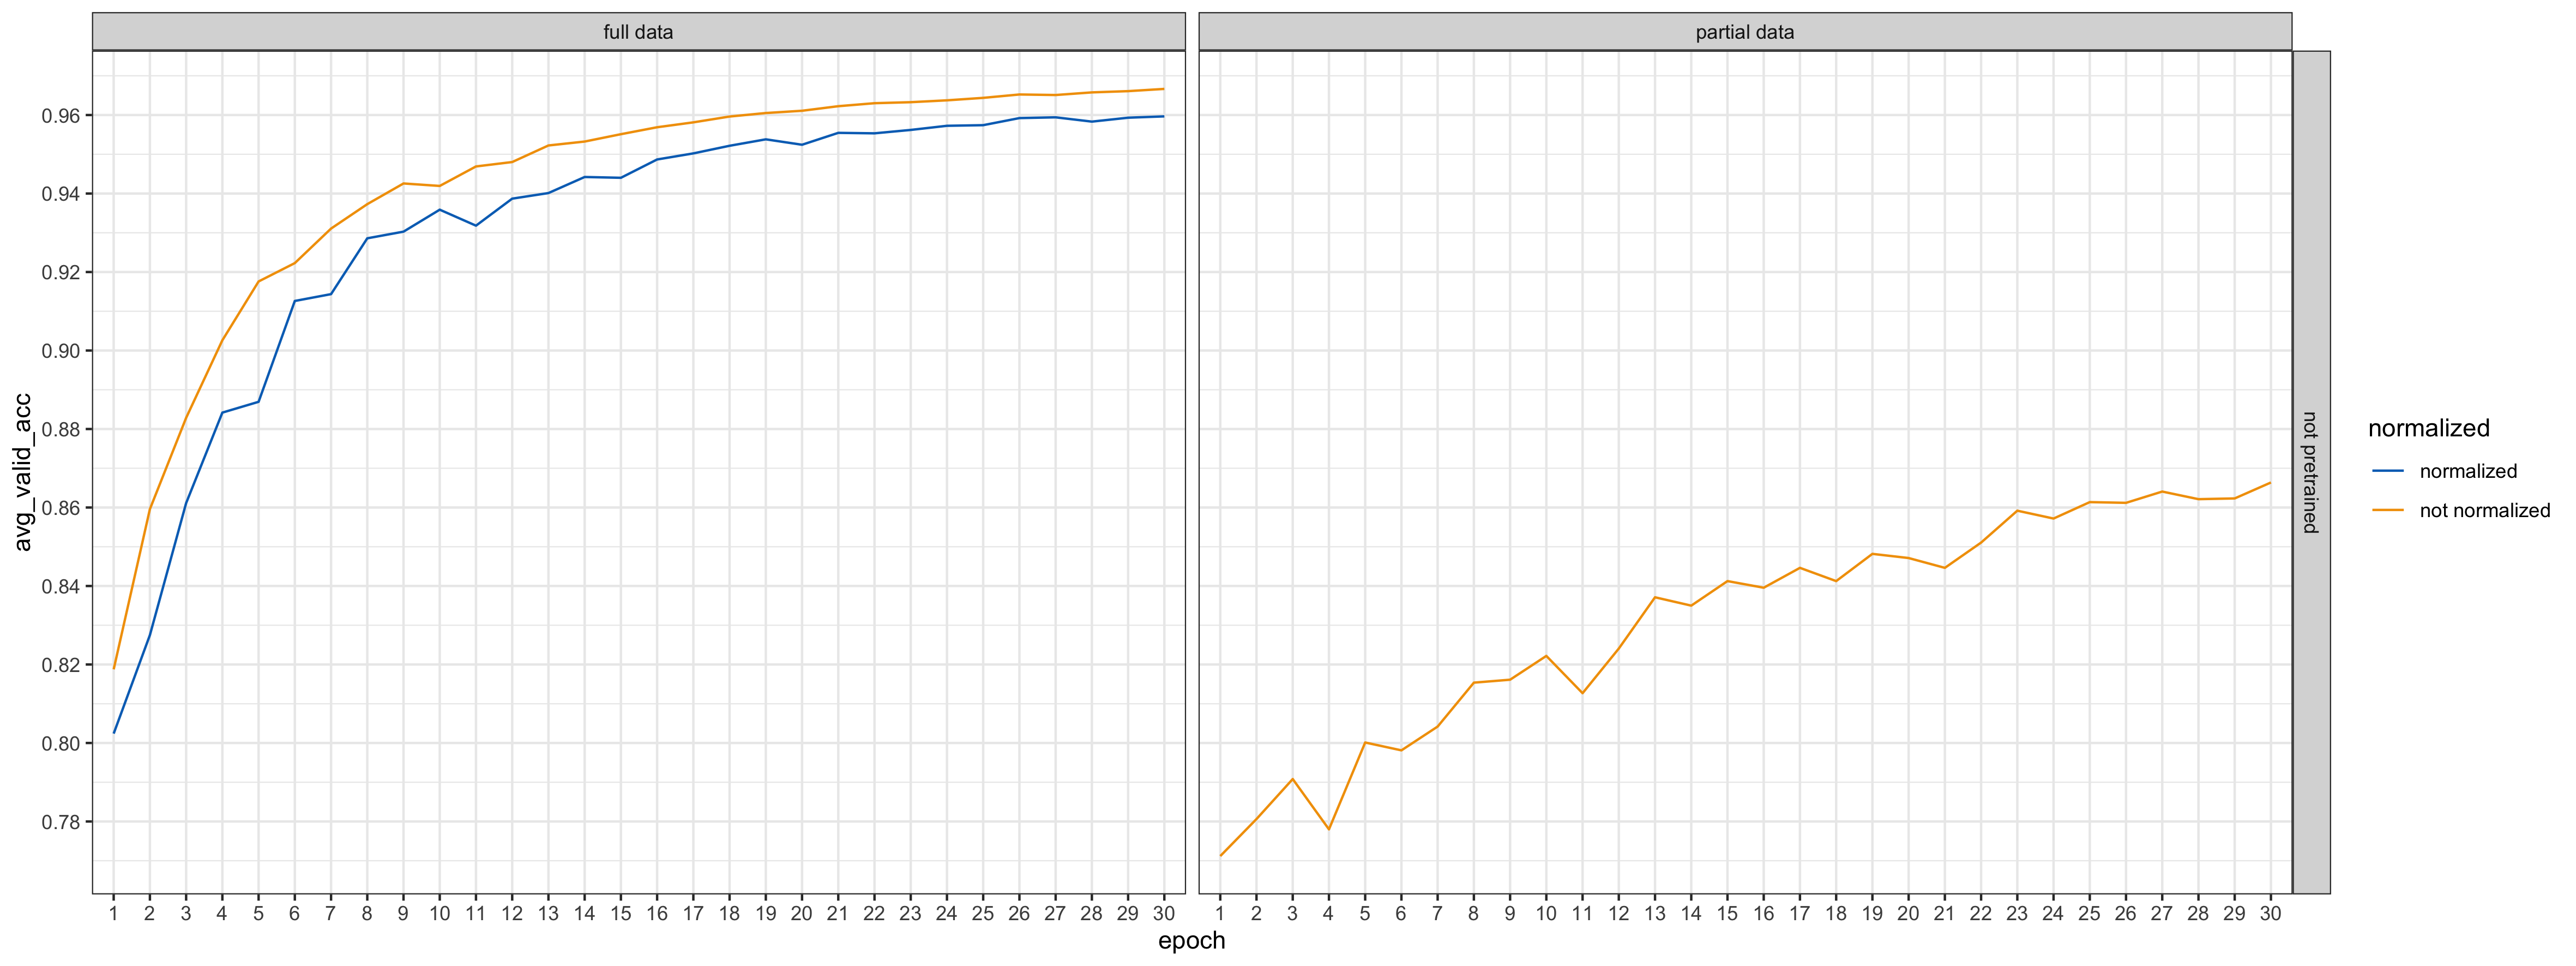 full data
partial data
avg_valid_acc
0.96
0.94
0.92
0.90
0.88
0.86
0.84
0.82
0.80
0.78
1 2 3 4 5 6 7 8 9 10 11 12 13 14 15 16 17 18 19 20 21 22 23 24 25 26 27 28 29 30
1 2 3 4 5 6 7 8 9 10 11 12 13 14 15 16 17 18 19 20 21 22 23 24 25 26 27 28 29 30
epoch
not pretrained
normalized
normalized
not normalized